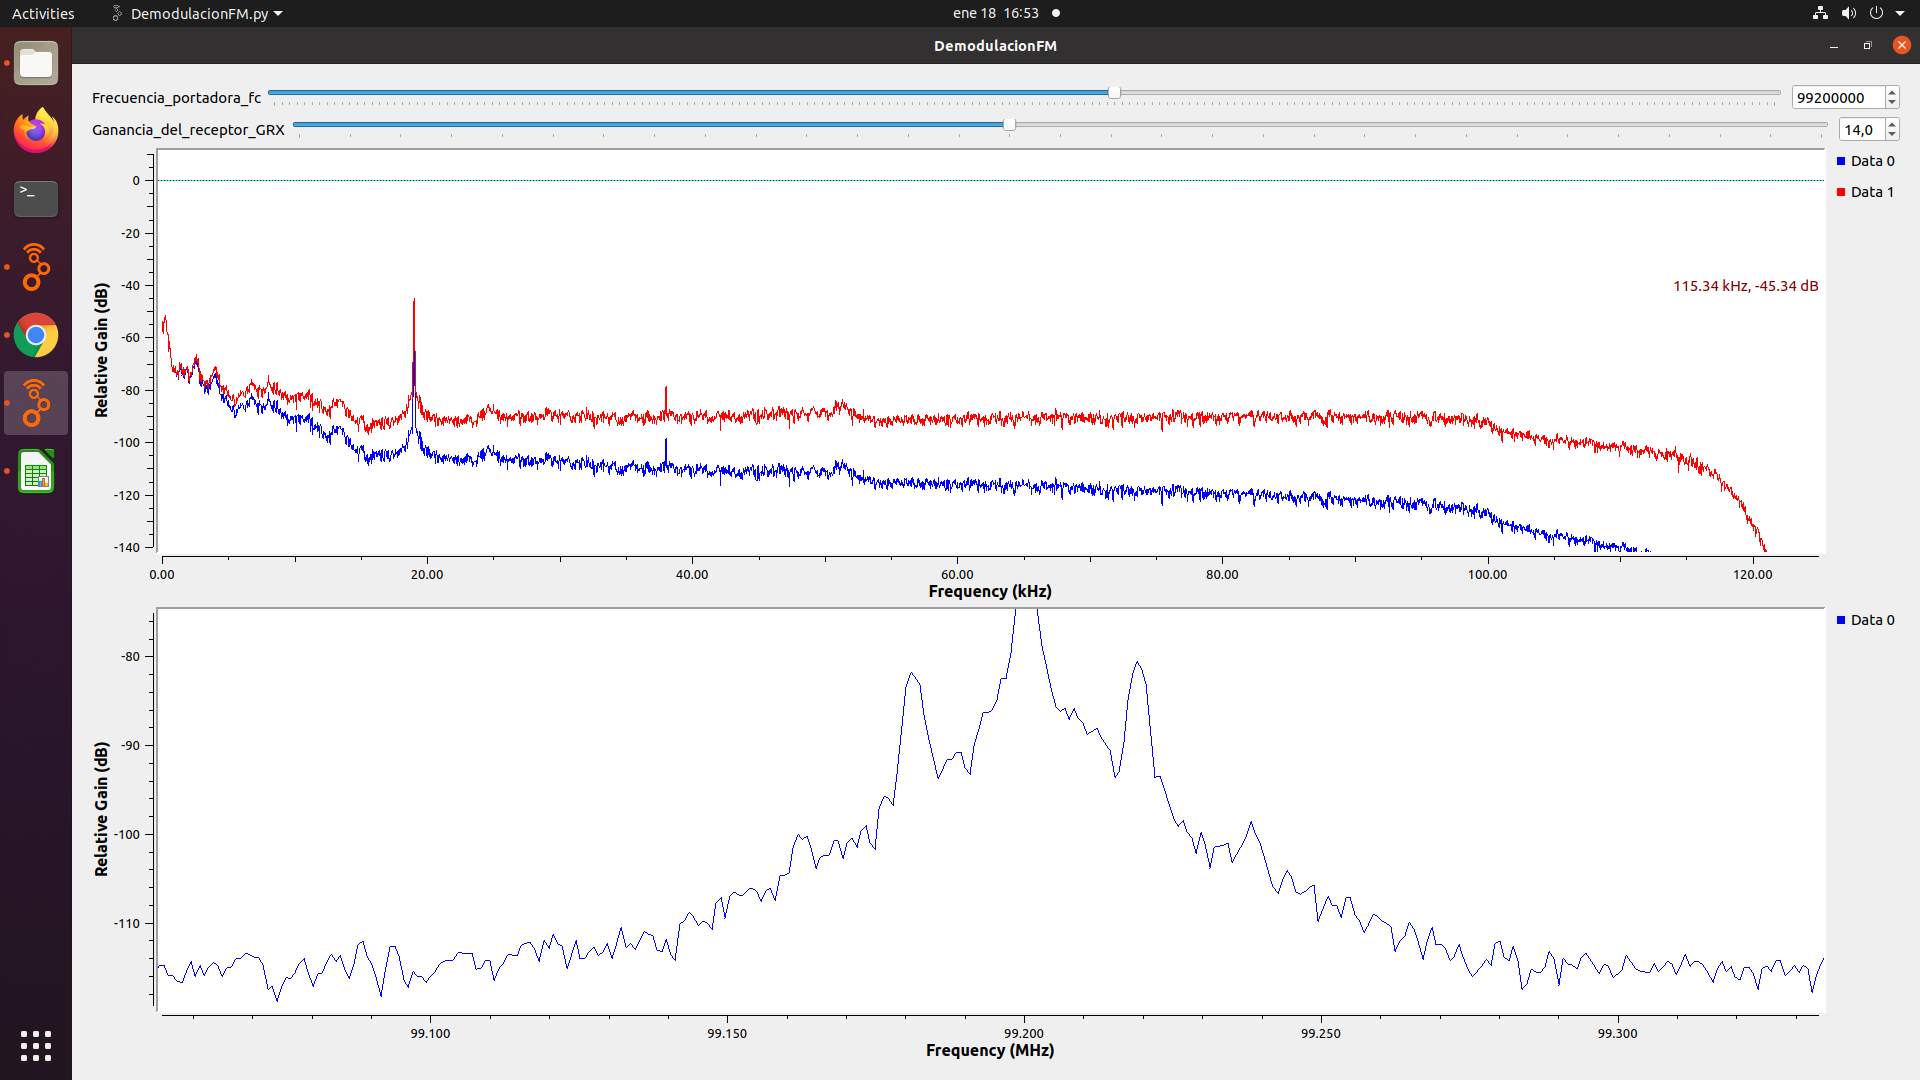 Activities DemodulacionFM.py ene 18 16:53
DemodulacionFM
Frecuencia_portadora_fc 99200000
Ganancia_del_receptor_GRX 14,0
Data 0
Data 1
115.34 kHz, -45.34 dB
Relative Gain (dB)
0
-20
-40
-60
-80
-100
-120
-140
0.00 20.00 40.00 60.00 80.00 100.00 120.00
Frequency (kHz)
Data 0
Relative Gain (dB)
-80
-90
-100
-110
99.100 99.150 99.200 99.250 99.300
Frequency (MHz)